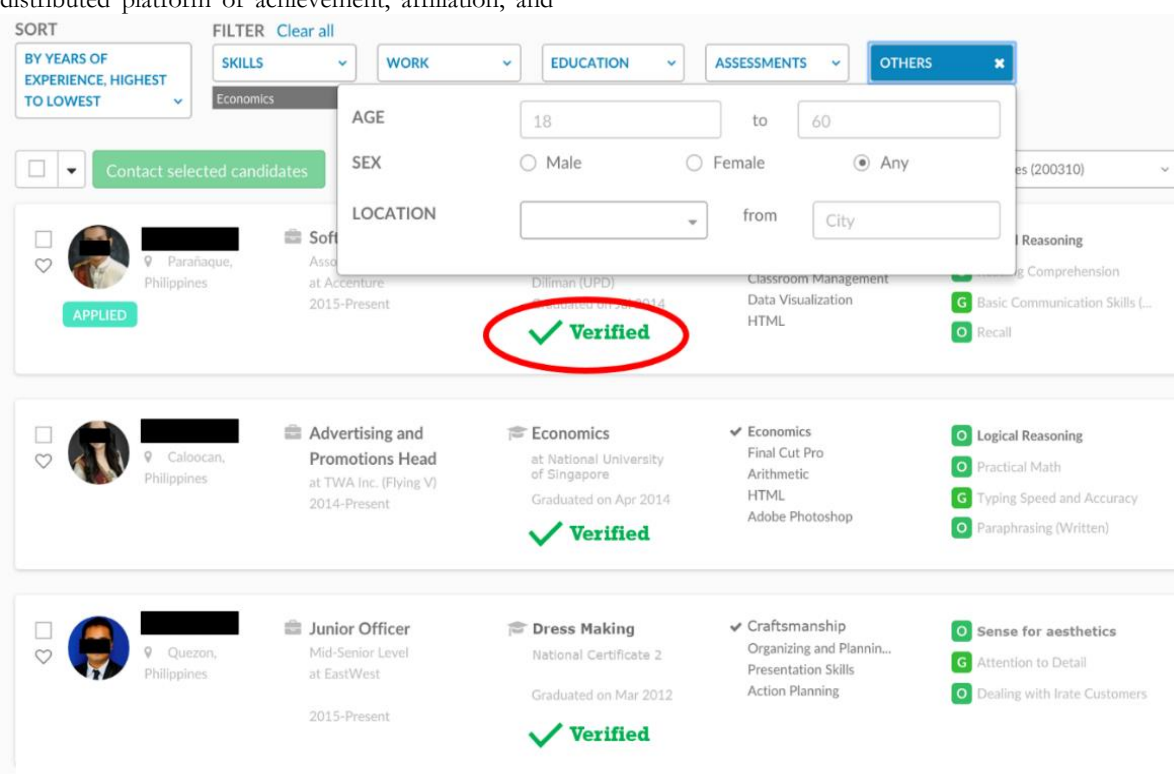 distributed platform of achievement, affiliation, and
SORT
FILTER Clear all
BY YEARS OF
EXPERIENCE, HIGHEST
TO LOWEST
SKILLS
WORK
EDUCATION
ASSESSMENTS
OTHERS
Economics
AGE
18 to 60
SEX
Male Female Any
LOCATION
from City
Contact selected candidates
(200310)
Parañaque,
Philippines
APPLIED
at Accenture
2015-Present
Diliman (UPD)
Graduated on Jul 2014
Verified
Classroom Management
Data Visualization
HTML
Reasoning
Comprehension
G Basic Communication Skills (...
O Recall
Caloocan,
Philippines
Advertising and
Promotions Head
at TWA Inc. (Flying V)
2014-Present
Economics
at National University
of Singapore
Graduated on Apr 2014
Verified
Economics
Final Cut Pro
Arithmetic
HTML
Adobe Photoshop
O Logical Reasoning
O Practical Math
G Typing Speed and Accuracy
O Paraphrasing (Written)
Quezon,
Philippines
Junior Officer
Mid-Senior Level
at EastWest
2015-Present
Dress Making
National Certificate 2
Graduated on Mar 2012
Verified
Craftsmanship
Organizing and Plannin...
Presentation Skills
Action Planning
O Sense for aesthetics
G Attention to Detail
O Dealing with Irate Customers